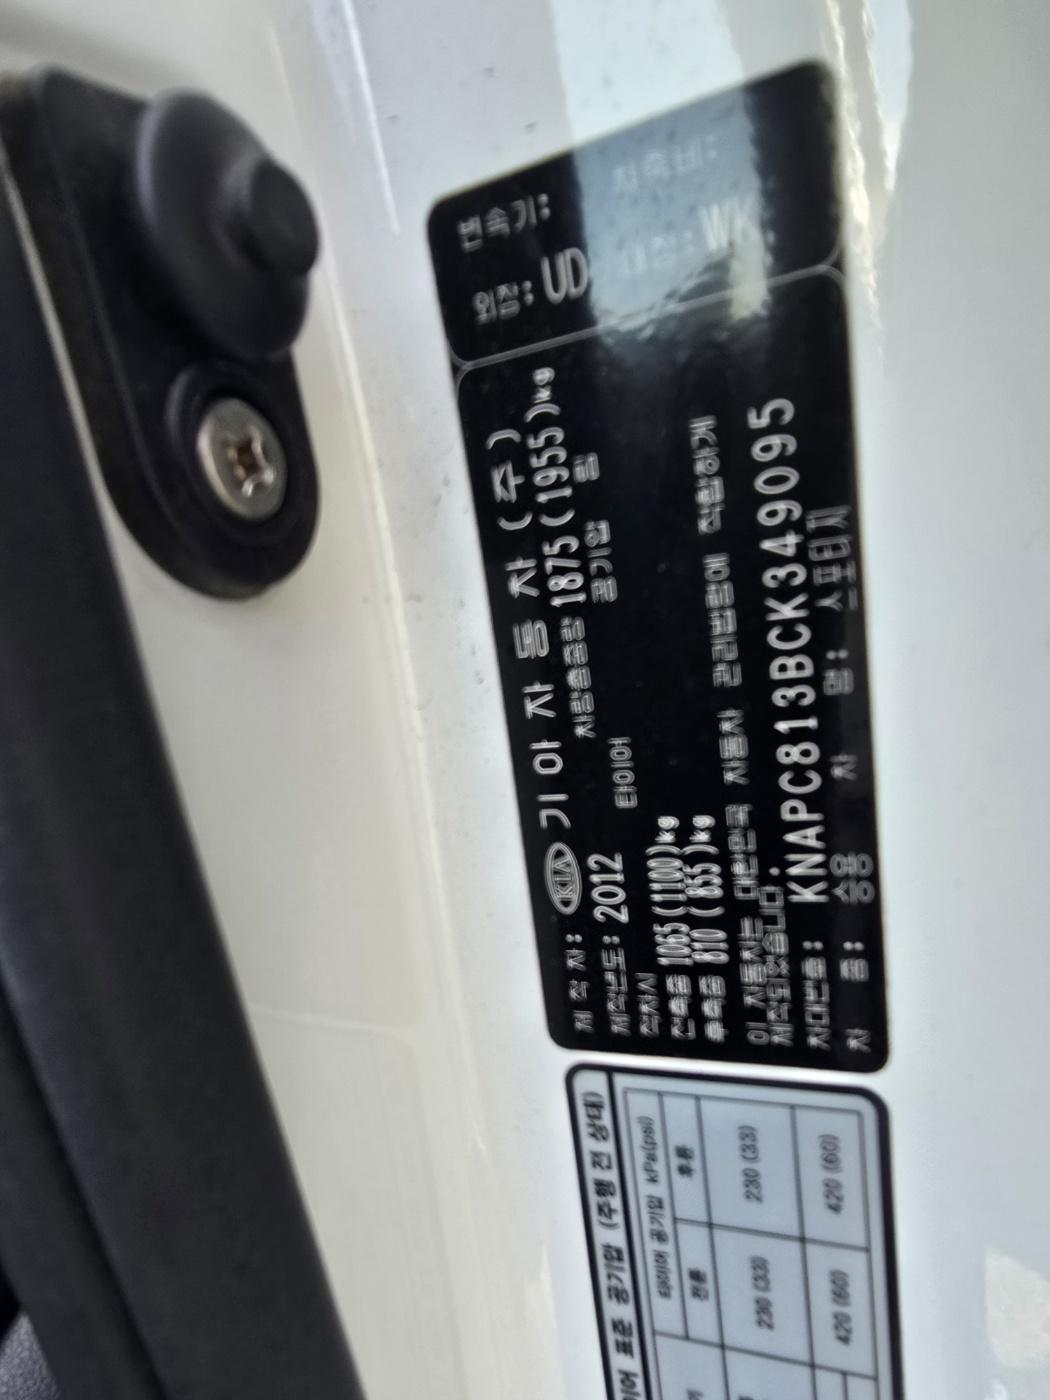 제 작 자: KIA 기 아 자 동 차 ( 주 )
제작년도: 2012 차량총중량 1875(1955)kg
적차시 타이어 공기압 림
전축중 1065(1100)kg
후축중 810 ( 855 )kg
이 자동차는 대한민국 자동차 관리법령에 적합하게
제작되었습니다.
차대번호: KNAPC813BCK349095
차 종: 승용 차 명: 스포티지
변속기: 저축비:
외장: UD 내장: WK
이어 표준 공기압 (주행 전 상태)
타이어 공기압 kPa(psi)
전륜 후륜
230 (33) 230 (33)
420 (60) 420 (60)